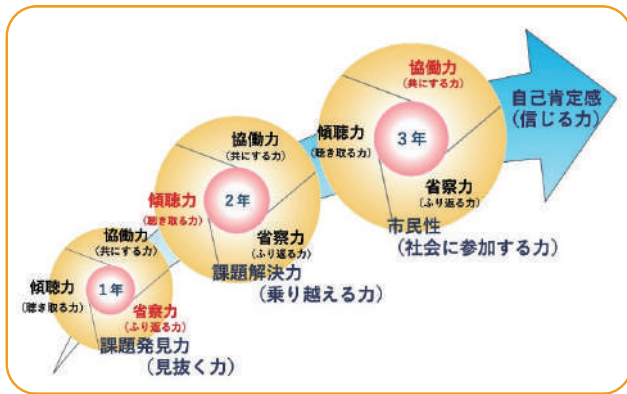 協働力
(共にする力)
傾聴力
(聴き取る力)
1年
省察力
(ふり返る力)
課題発見力
(見抜く力)
協働力
(共にする力)
傾聴力
(聴き取る力)
2年
省察力
(ふり返る力)
課題解決力
(乗り越える力)
協働力
(共にする力)
傾聴力
(聴き取る力)
3年
省察力
(ふり返る力)
市民性
(社会に参加する力)
自己肯定感
(信じる力)